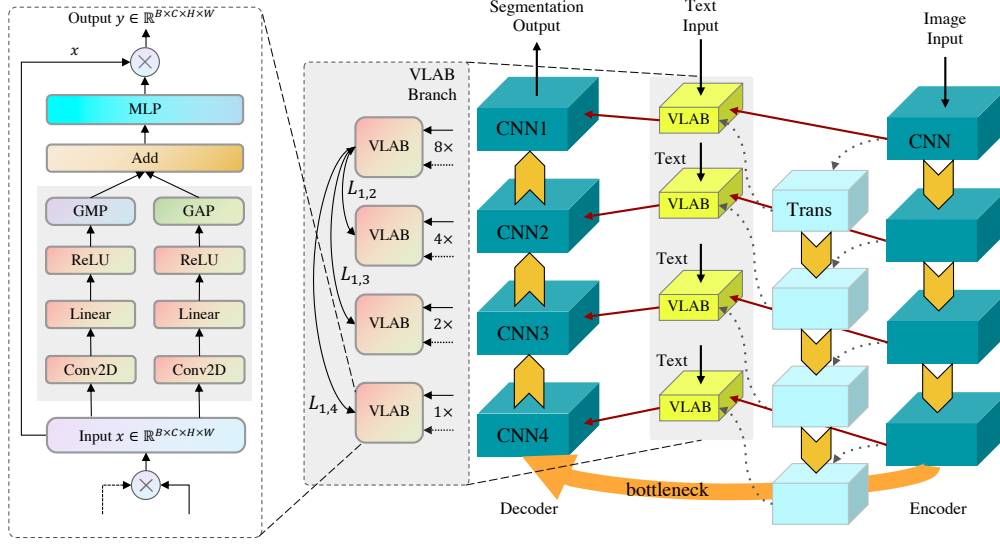 Output 𝑦 ∈ ℝ^{𝐵×𝐶×𝐻×𝑊}
𝑥
×
MLP
Add
GMP
GAP
ReLU
ReLU
Linear
Linear
Conv2D
Conv2D
Input 𝑥 ∈ ℝ^{𝐵×𝐶×𝐻×𝑊}
×
VLAB
Branch
VLAB
8×
L_{1,2}
VLAB
4×
L_{1,3}
VLAB
2×
L_{1,4}
VLAB
1×
Segmentation
Output
CNN1
CNN2
CNN3
CNN4
Decoder
Text
Input
VLAB
Text
VLAB
Text
VLAB
Text
VLAB
Trans
Image
Input
CNN
bottleneck
Encoder